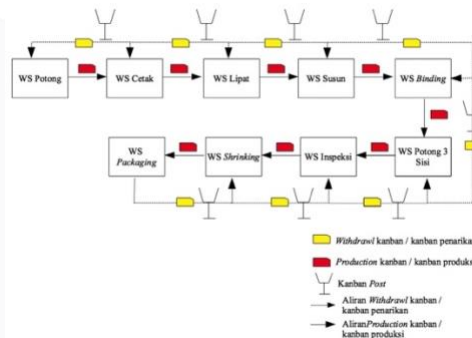 WS Potong
WS Cetak
WS Lipat
WS Susun
WS Binding
WS
Packaging
WS Shrinking
WS Inspeksi
WS Potong 3
Sisi
Withdrawl kanban / kanban penarika
Production kanban / kanban produks
Kanban Post
Aliran Withdrawl kanban /
kanban penarikan
AliranProduction kanban /
kanban produksi